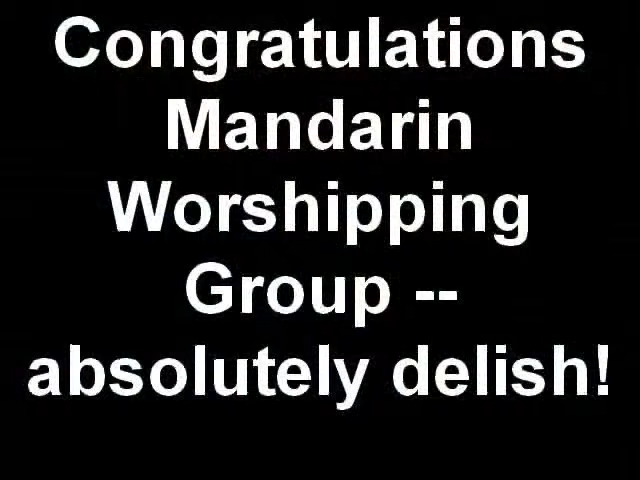 Congratulations
Mandarin
Worshipping
Group --
absolutely delish!